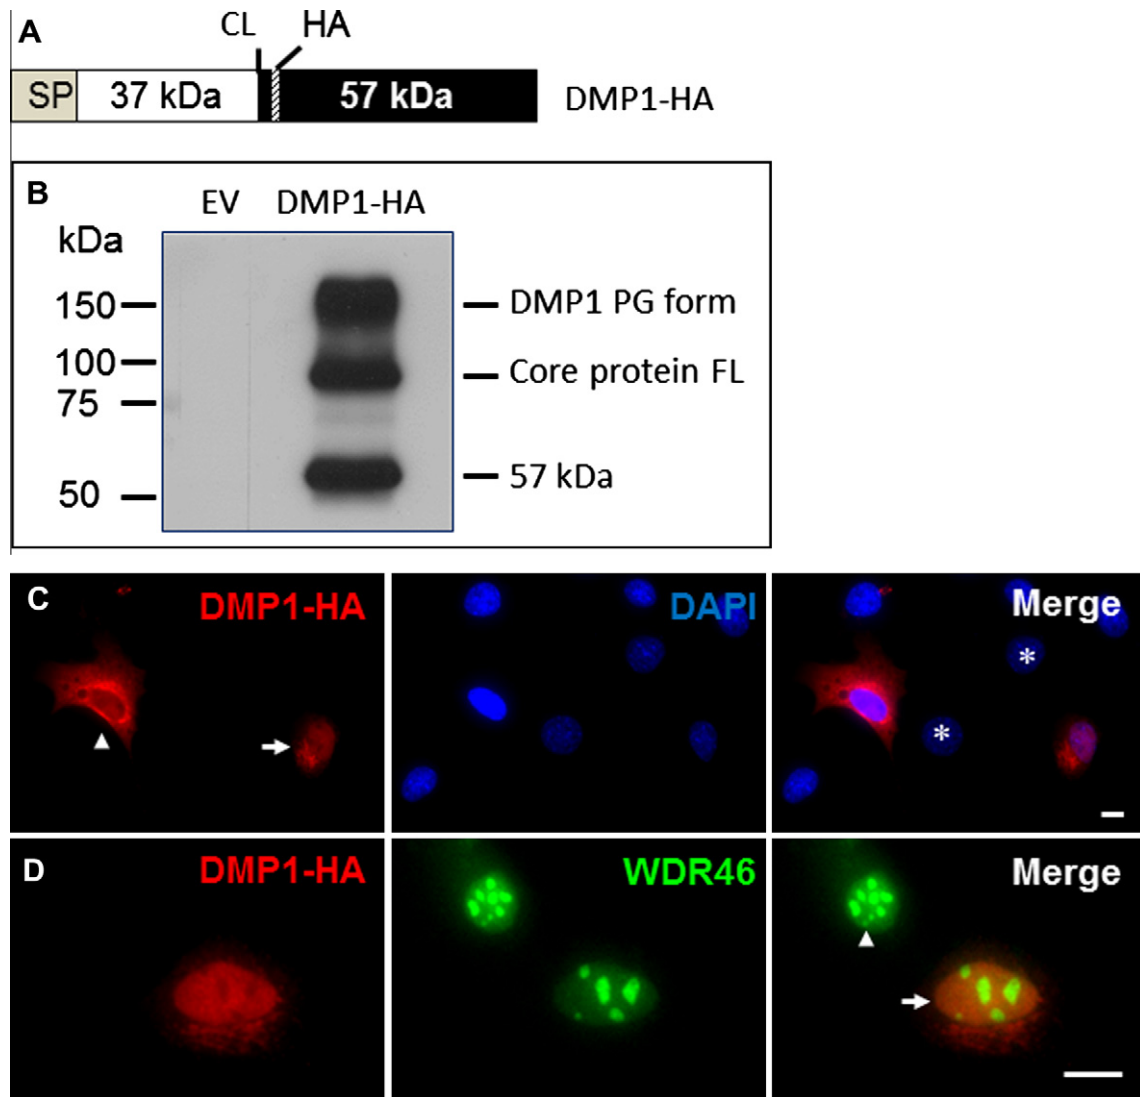 A
CL HA
SP 37 kDa 57 kDa DMP1-HA
B
EV DMP1-HA
kDa
150 DMP1 PG form
100 Core protein FL
75
50 57 kDa
C DMP1-HA DAPI Merge
*
*
D DMP1-HA WDR46 Merge